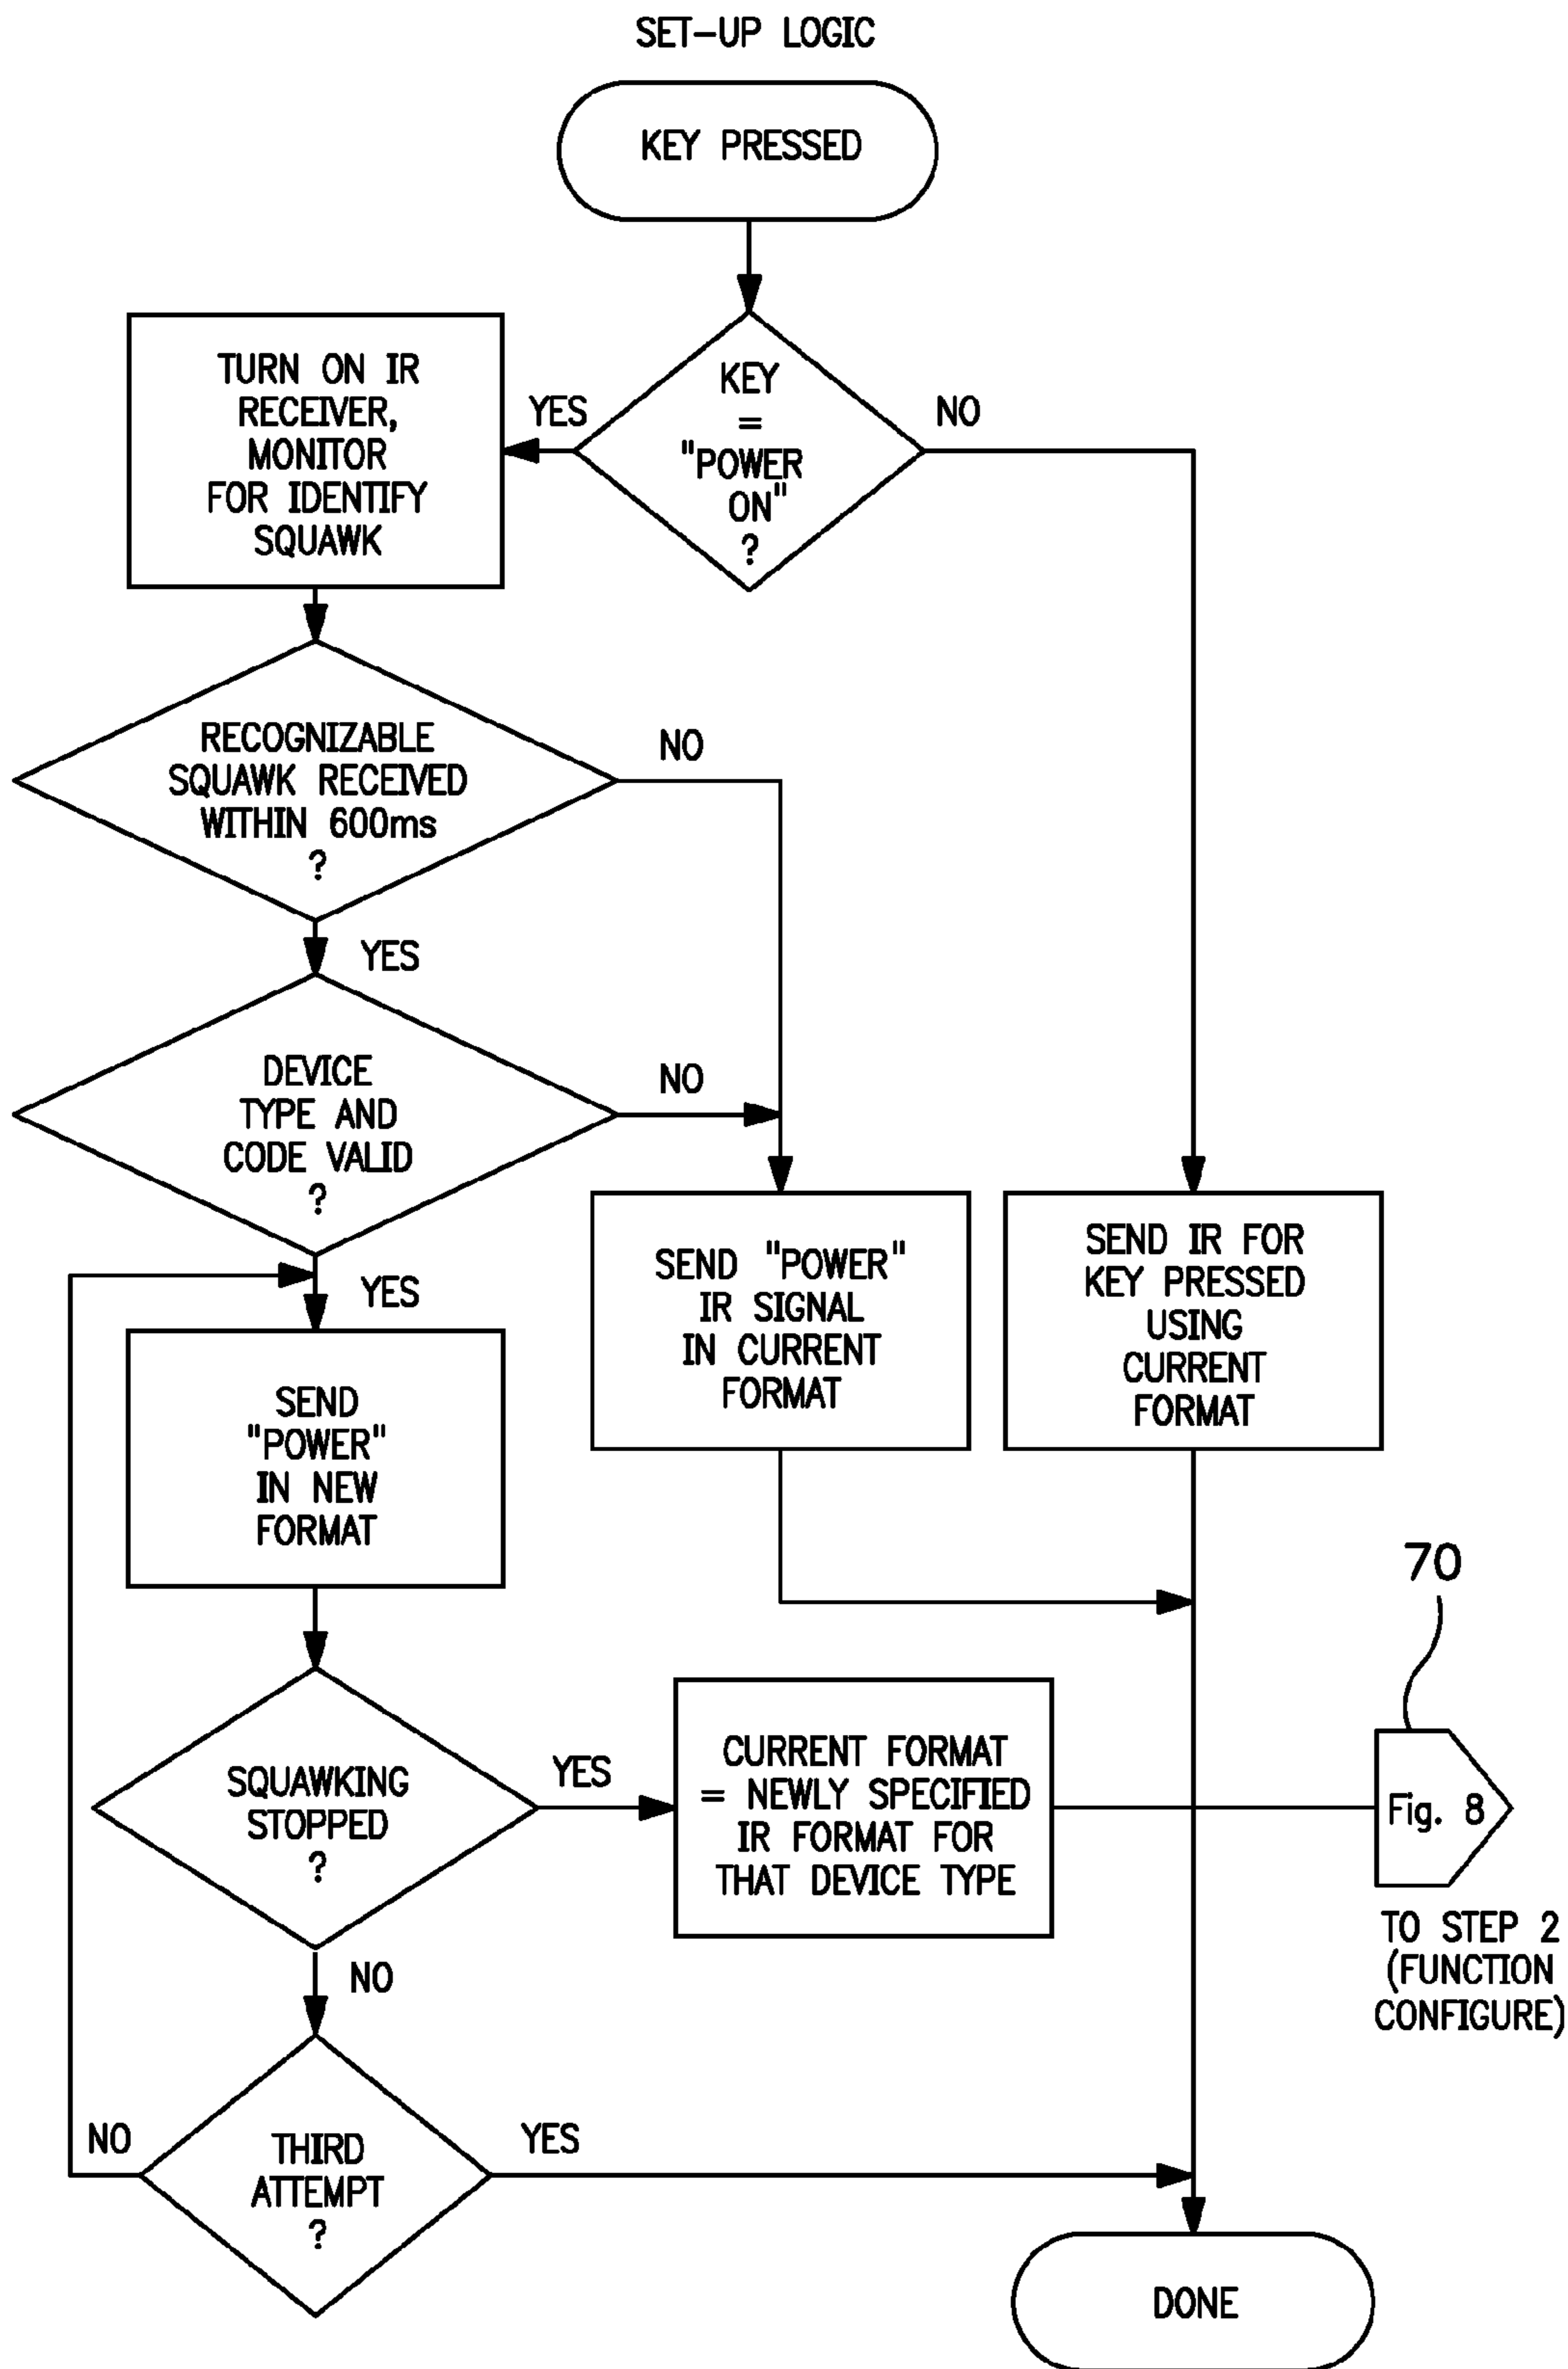 SET-UP LOGIC
KEY PRESSED
KEY
=
"POWER
ON"
?
YES
NO
TURN ON IR
RECEIVER,
MONITOR
FOR IDENTIFY
SQUAWK
RECOGNIZABLE
SQUAWK RECEIVED
WITHIN 600ms
?
NO
YES
DEVICE
TYPE AND
CODE VALID
?
NO
YES
SEND "POWER"
IR SIGNAL
IN CURRENT
FORMAT
SEND IR FOR
KEY PRESSED
USING
CURRENT
FORMAT
SEND
"POWER"
IN NEW
FORMAT
70
SQUAWKING
STOPPED
?
YES
CURRENT FORMAT
= NEWLY SPECIFIED
IR FORMAT FOR
THAT DEVICE TYPE
Fig. 8
TO STEP 2
(FUNCTION
CONFIGURE)
NO
THIRD
ATTEMPT
?
NO
YES
DONE